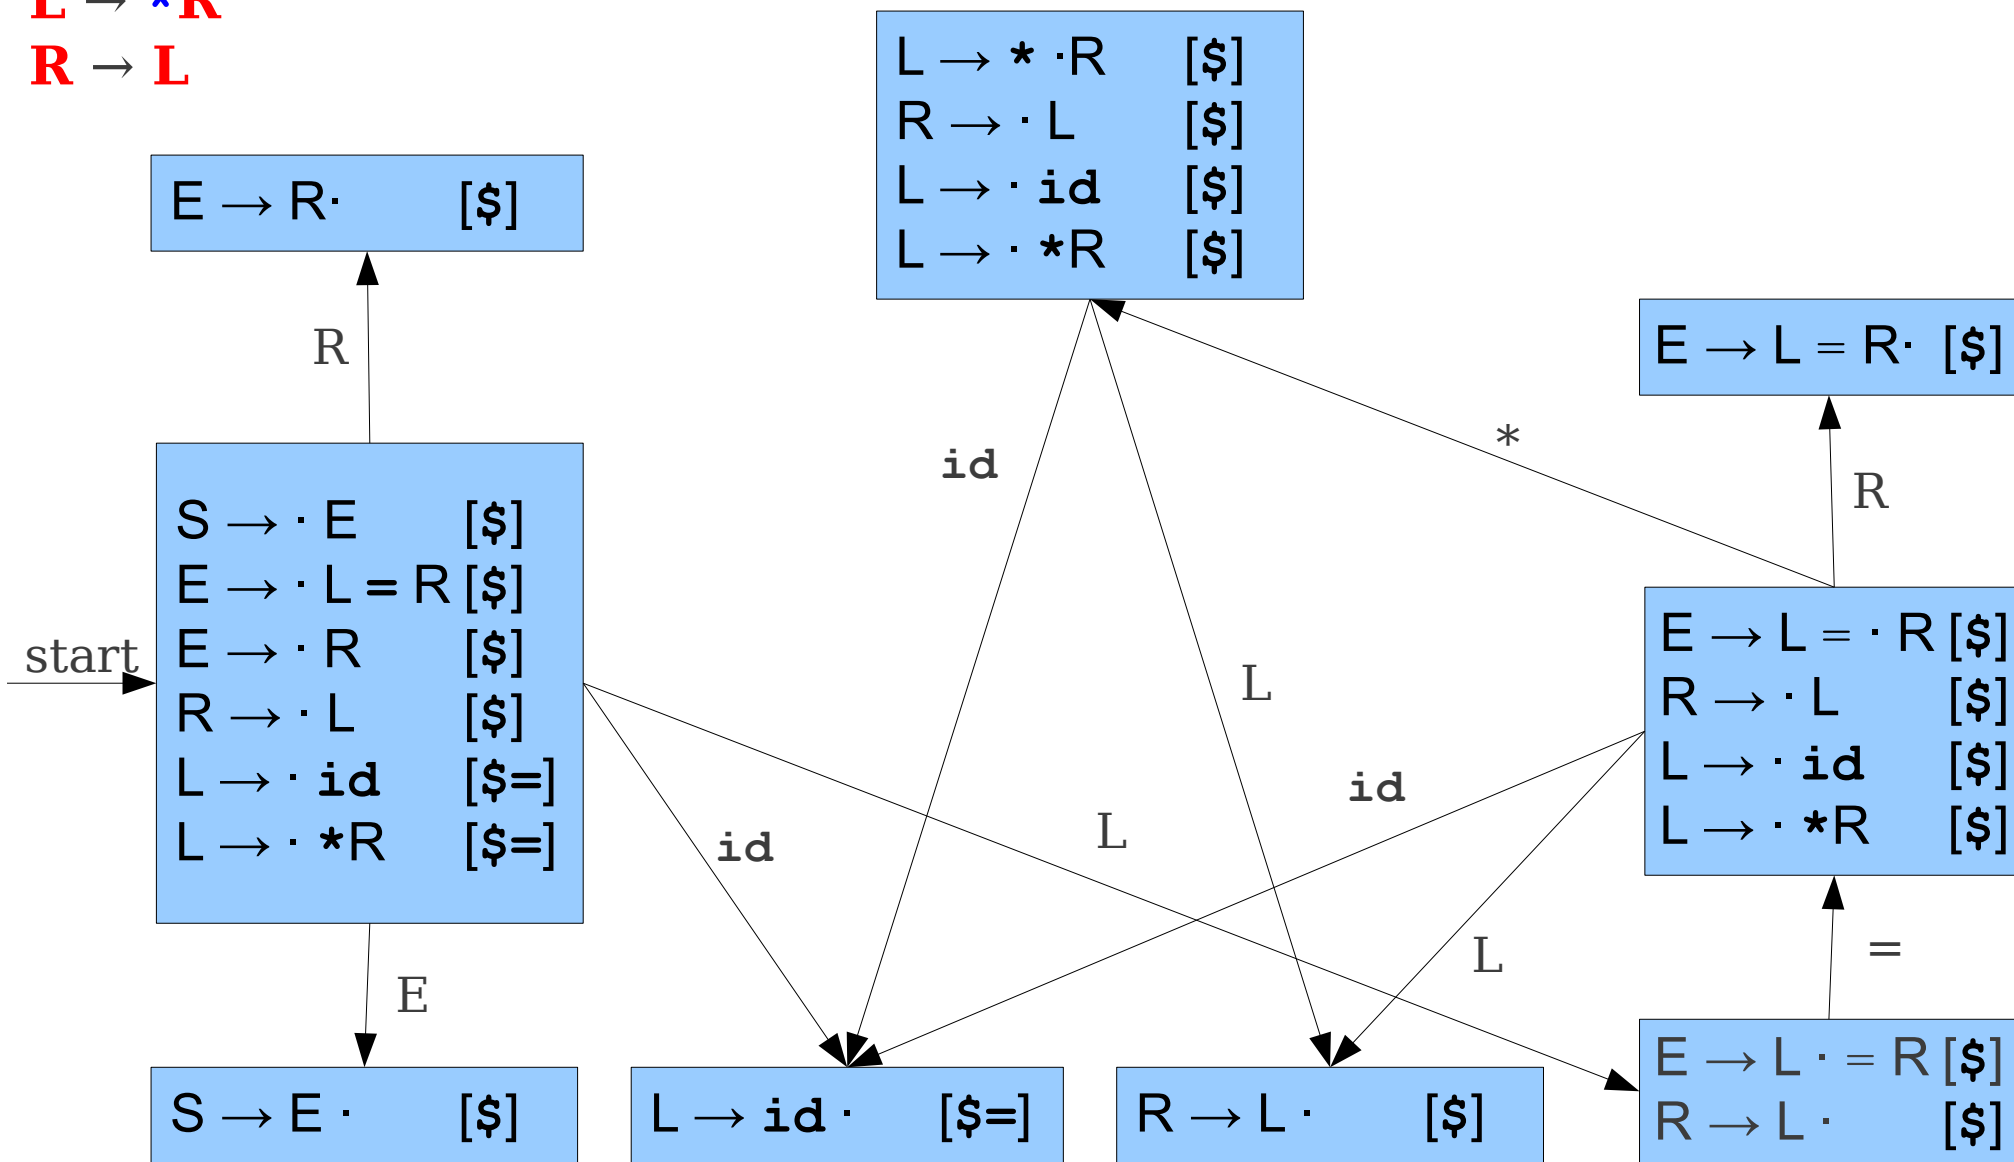 L → *R
R → L
L → * ·R [$]
R → · L [$]
L → · id [$]
L → · *R [$]
E → R· [$]
E → L = R· [$]
R
id
*
R
S → · E [$]
E → · L = R [$]
E → · R [$]
R → · L [$]
L → · id [$=]
L → · *R [$=]
start
E → L = · R [$]
R → · L [$]
L → · id [$]
L → · *R [$]
L
id
id
L
L
=
E
S → E · [$]
L → id · [$=]
R → L · [$]
E → L · = R [$]
R → L · [$]